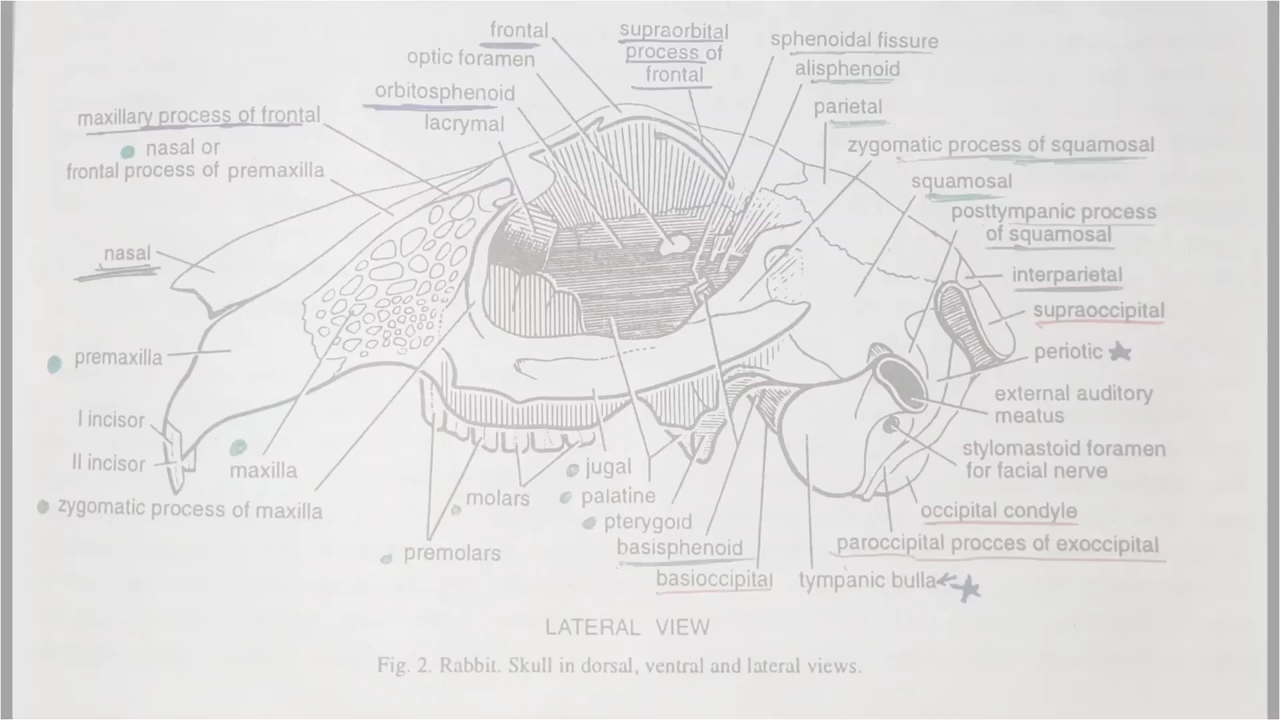 frontal
optic foramen
orbitosphenoid
lacrymal
supraorbital
process of
frontal
sphenoidal fissure
alisphenoid
parietal
zygomatic process of squamosal
squamosal
posttympanic process
of squamosal
interparietal
supraoccipital
periotic
external auditory
meatus
stylomastoid foramen
for facial nerve
occipital condyle
paroccipital procces of exoccipital
maxillary process of frontal
nasal or
frontal process of premaxilla
nasal
premaxilla
I incisor
II incisor
maxilla
zygomatic process of maxilla
molars
premolars
jugal
palatine
pterygoid
basisphenoid
basioccipital
tympanic bulla
LATERAL VIEW
Fig. 2. Rabbit. Skull in dorsal, ventral and lateral views.